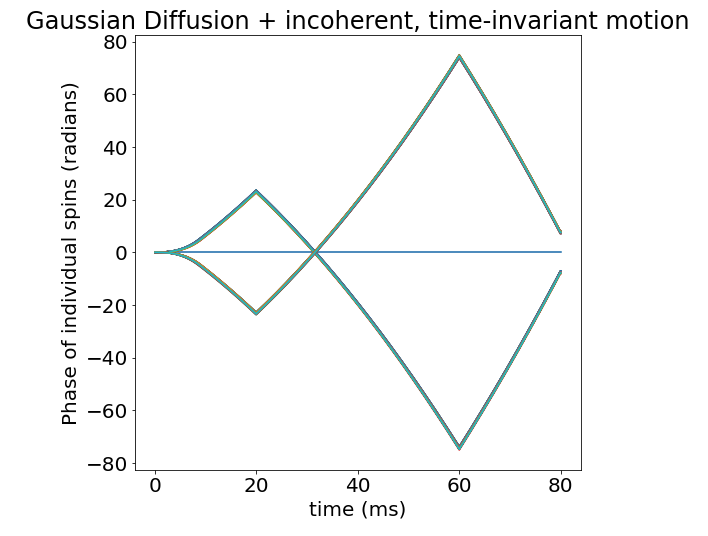 Gaussian Diffusion + incoherent, time-invariant motion
Phase of individual spins (radians)
80
60
40
20
0
−20
−40
−60
−80
0 20 40 60 80
time (ms)